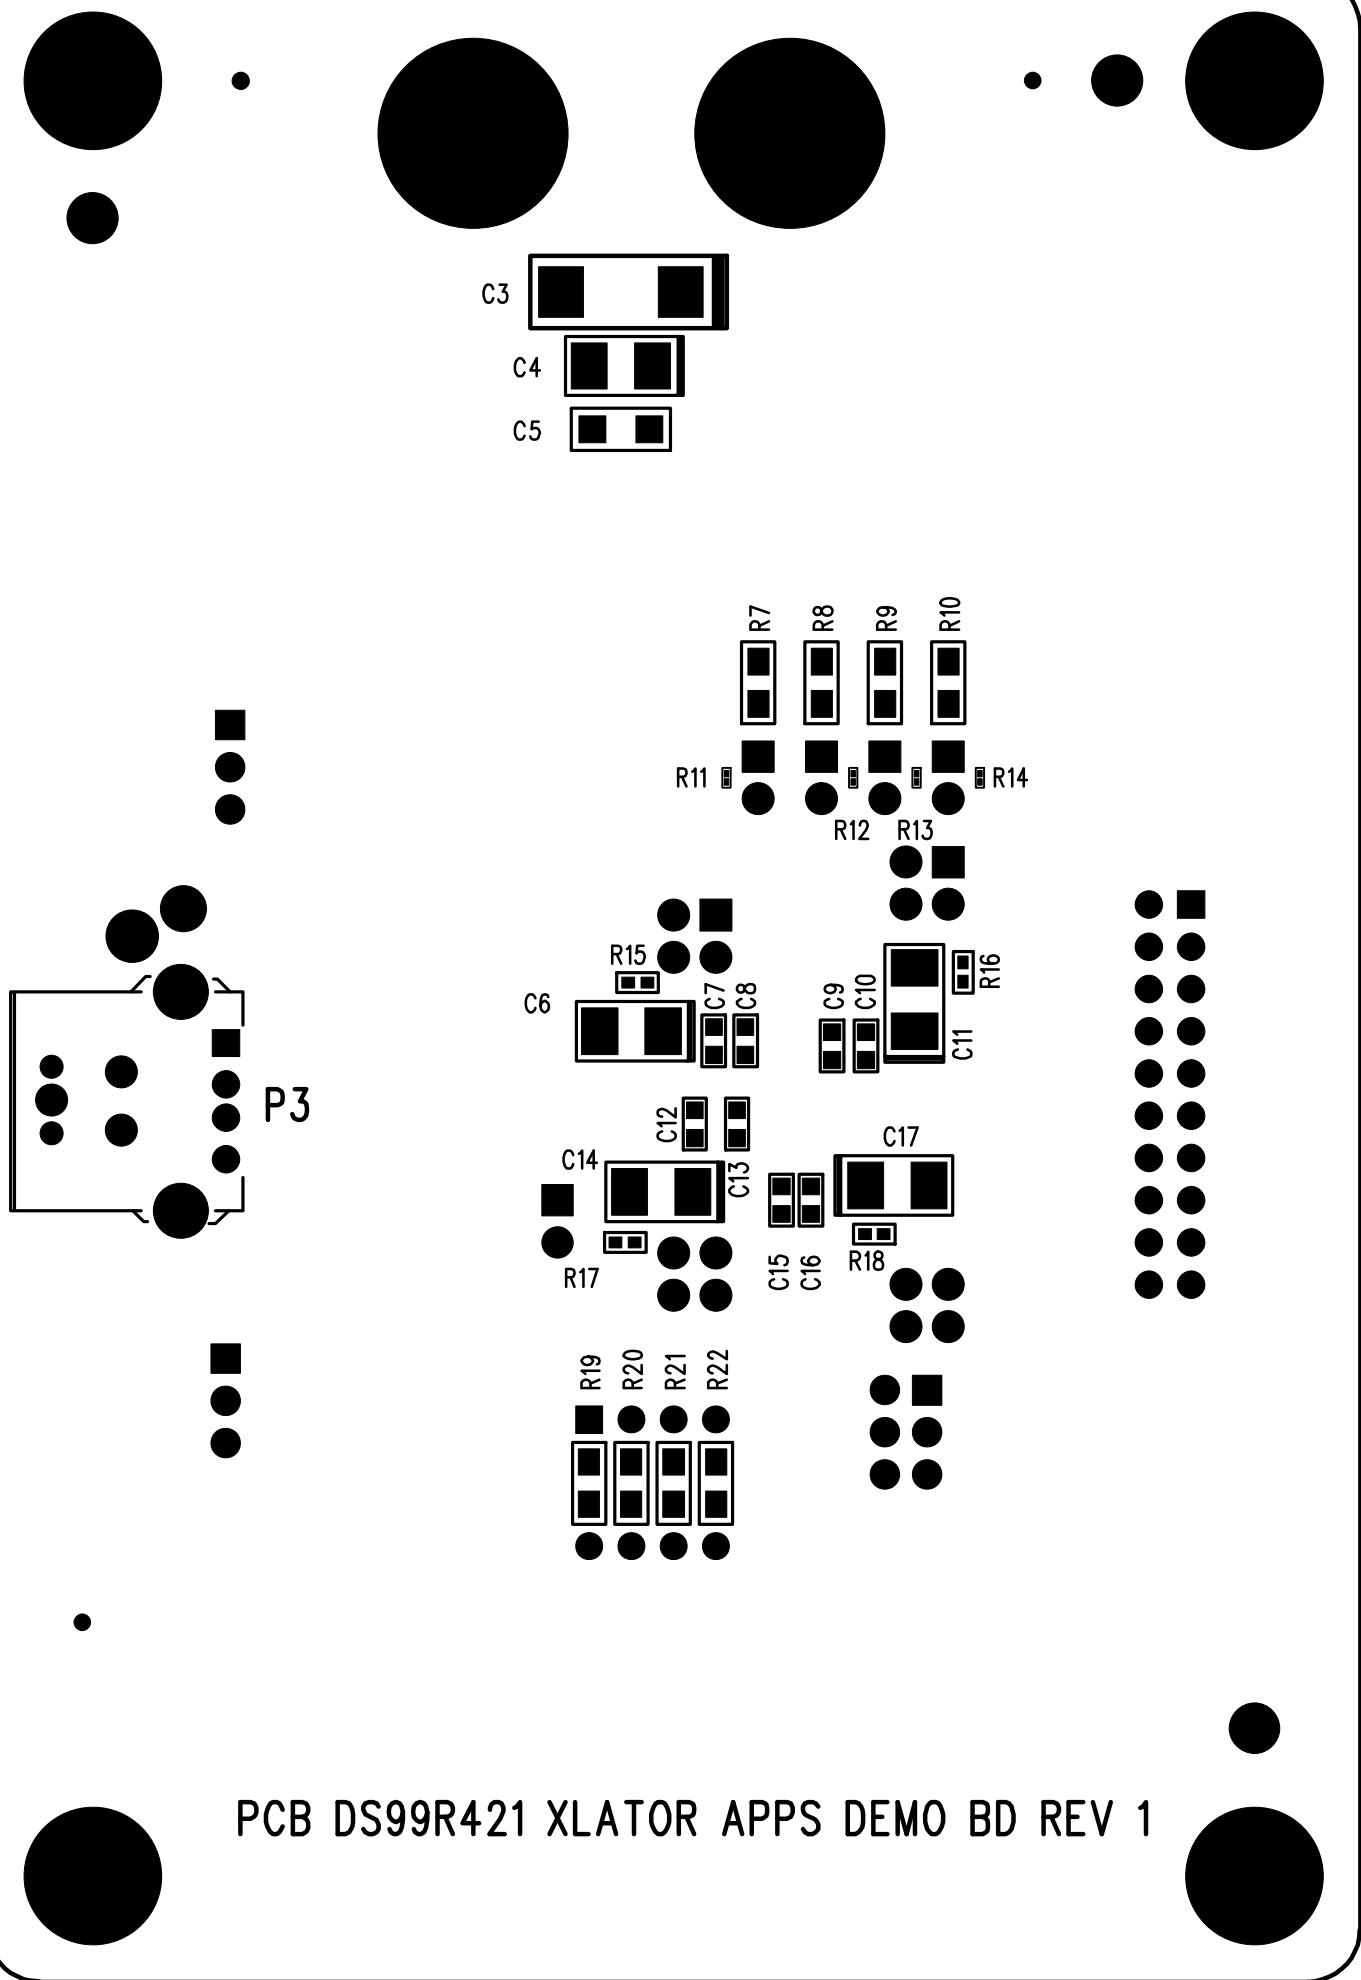 C3
C4
C5
R7 R8 R9 R10
R11 R14
R12 R13
R15 R16
C6 C7 C8 C9 C10
C11
P3
C12
C14 C13 C17
R17 C15 C16 R18
R19 R20 R21 R22
PCB DS99R421 XLATOR APPS DEMO BD REV 1